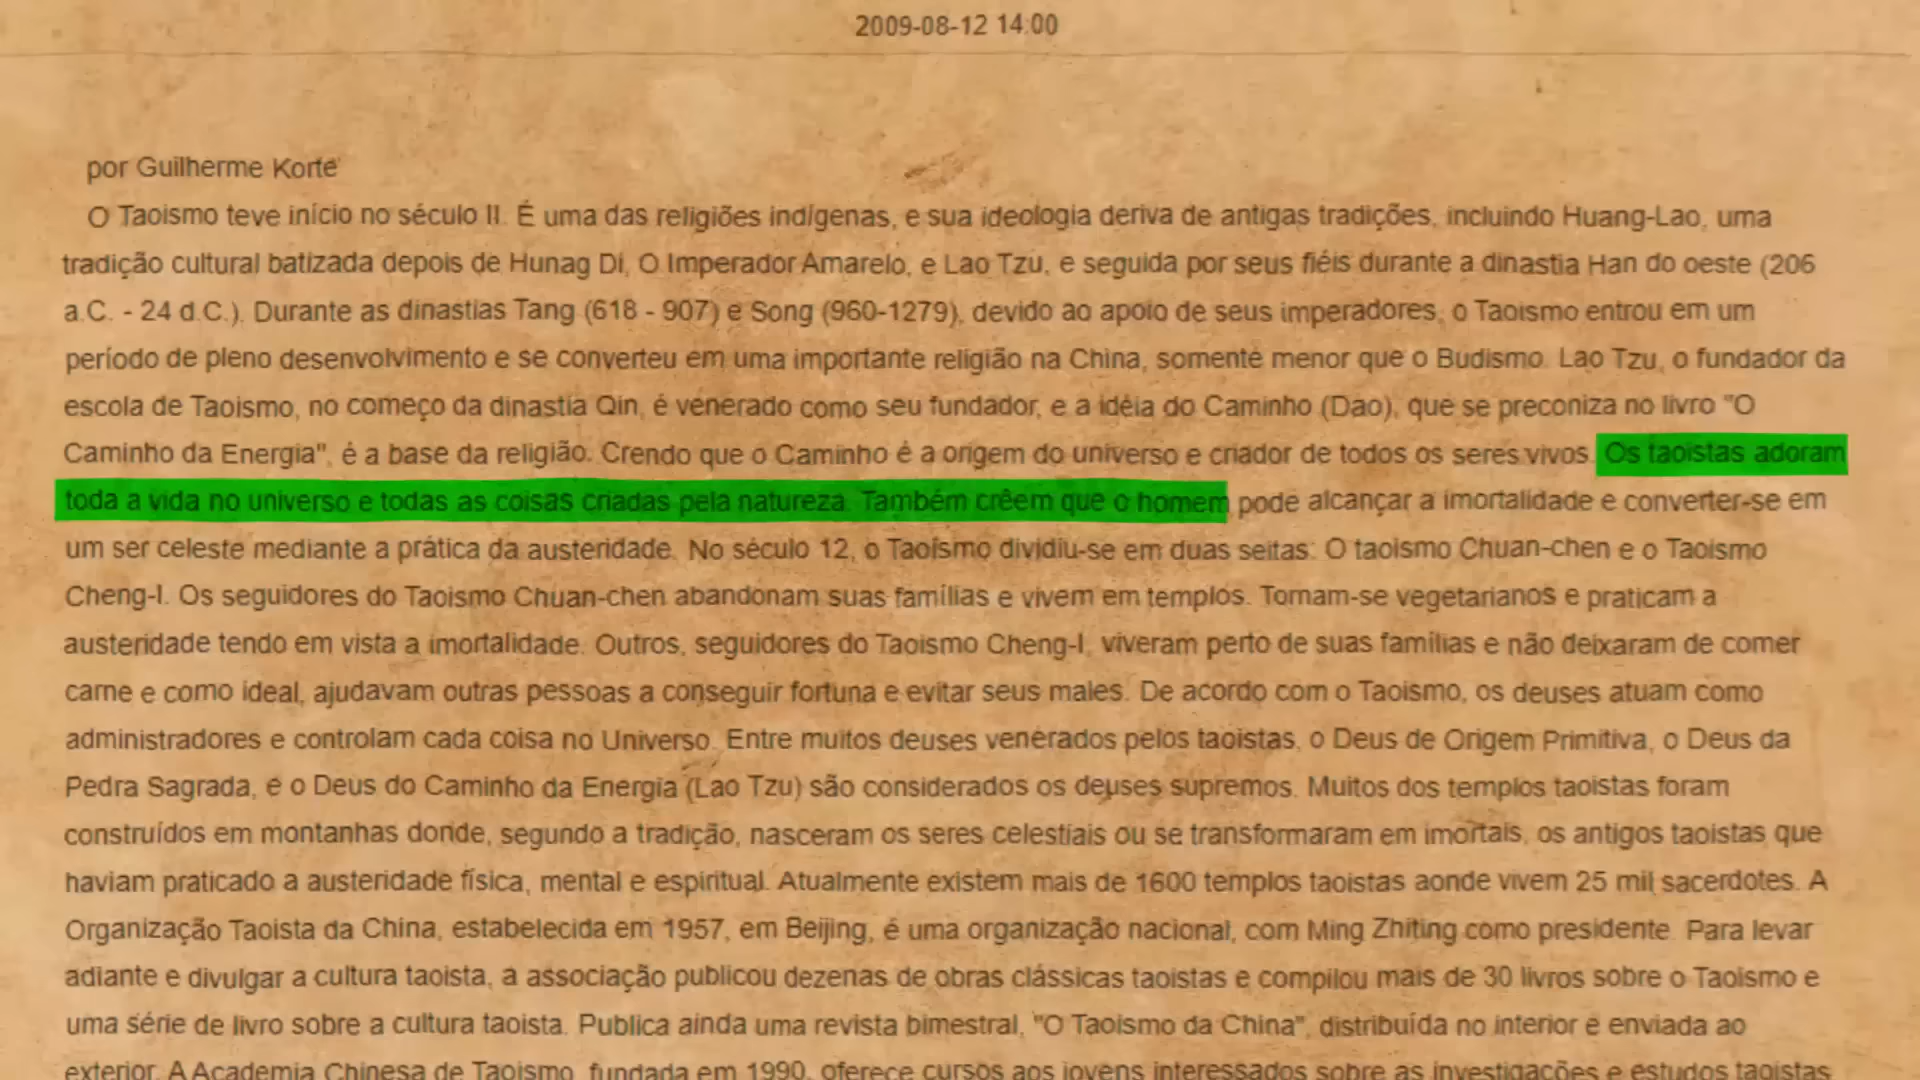 2009-08-12 14:00
por Guilherme Korte
O Taoismo teve início no século II. É uma das religiões indígenas, e sua ideologia deriva de antigas tradições, incluindo Huang-Lao, uma
tradição cultural batizada depois de Hunag Di, O Imperador Amarelo, e Lao Tzu, e seguida por seus fiéis durante a dinastia Han do oeste (206
a.C. - 24 d.C.). Durante as dinastias Tang (618 - 907) e Song (960-1279), devido ao apoio de seus imperadores, o Taoismo entrou em um
período de pleno desenvolvimento e se converteu em uma importante religião na China, somente menor que o Budismo. Lao Tzu, o fundador da
escola de Taoismo, no começo da dinastia Qin, é venerado como seu fundador, e a idéia do Caminho (Dao), que se preconiza no livro "O
Caminho da Energia", é a base da religião. Crendo que o Caminho é a origem do universo e criador de todos os seres vivos. Os taoistas adoram
toda a vida no universo e todas as coisas criadas pela natureza. Também crêem que o homem pode alcançar a imortalidade e converter-se em
um ser celeste mediante a prática da austeridade. No século 12, o Taoismo dividiu-se em duas seitas: O taoismo Chuan-chen e o Taoismo
Cheng-I. Os seguidores do Taoismo Chuan-chen abandonam suas famílias e vivem em templos. Tornam-se vegetarianos e praticam a
austeridade tendo em vista a imortalidade. Outros, seguidores do Taoismo Cheng-I, viveram perto de suas famílias e não deixaram de comer
carne e como ideal, ajudavam outras pessoas a conseguir fortuna e evitar seus males. De acordo com o Taoismo, os deuses atuam como
administradores e controlam cada coisa no Universo. Entre muitos deuses venerados pelos taoistas, o Deus de Origem Primitiva, o Deus da
Pedra Sagrada, e o Deus do Caminho da Energia (Lao Tzu) são considerados os deuses supremos. Muitos dos templos taoistas foram
construídos em montanhas donde, segundo a tradição, nasceram os seres celestiais ou se transformaram em imortais, os antigos taoistas que
haviam praticado a austeridade física, mental e espiritual. Atualmente existem mais de 1600 templos taoistas aonde vivem 25 mil sacerdotes. A
Organização Taoista da China, estabelecida em 1957, em Beijing, é uma organização nacional, com Ming Zhiting como presidente. Para levar
adiante e divulgar a cultura taoista, a associação publicou dezenas de obras clássicas taoistas e compilou mais de 30 livros sobre o Taoismo e
uma série de livro sobre a cultura taoista. Publica ainda uma revista bimestral, "O Taoismo da China", distribuída no interior e enviada ao
exterior. A Academia Chinesa de Taoismo, fundada em 1990, oferece cursos aos jovens interessados sobre as investigações e estudos taoistas